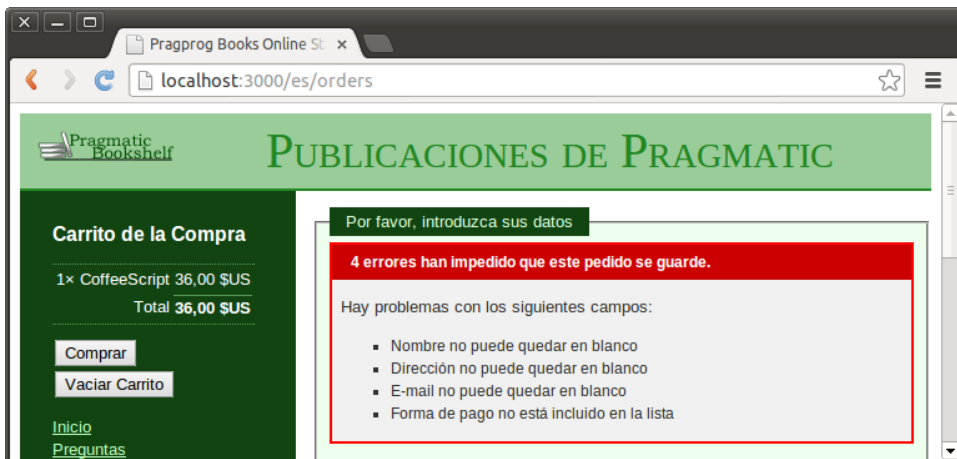 Pragprog Books Online St
localhost:3000/es/orders
Pragmatic
Bookshelf
PUBLICACIONES DE PRAGMATIC
Carrito de la Compra
1× CoffeeScript 36,00 $US
Total 36,00 $US
Comprar
Vaciar Carrito
Inicio
Preguntas
Por favor, introduzca sus datos
4 errores han impedido que este pedido se guarde.
Hay problemas con los siguientes campos:
Nombre no puede quedar en blanco
Dirección no puede quedar en blanco
E-mail no puede quedar en blanco
Forma de pago no está incluido en la lista